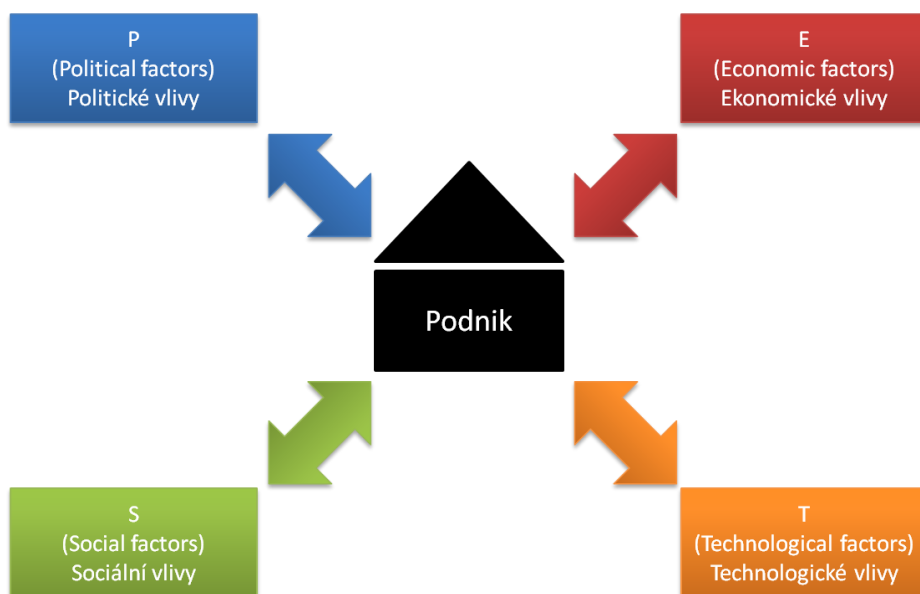 P
(Political factors)
Politické vlivy
E
(Economic factors)
Ekonomické vlivy
Podnik
S
(Social factors)
Sociální vlivy
T
(Technological factors)
Technologické vlivy